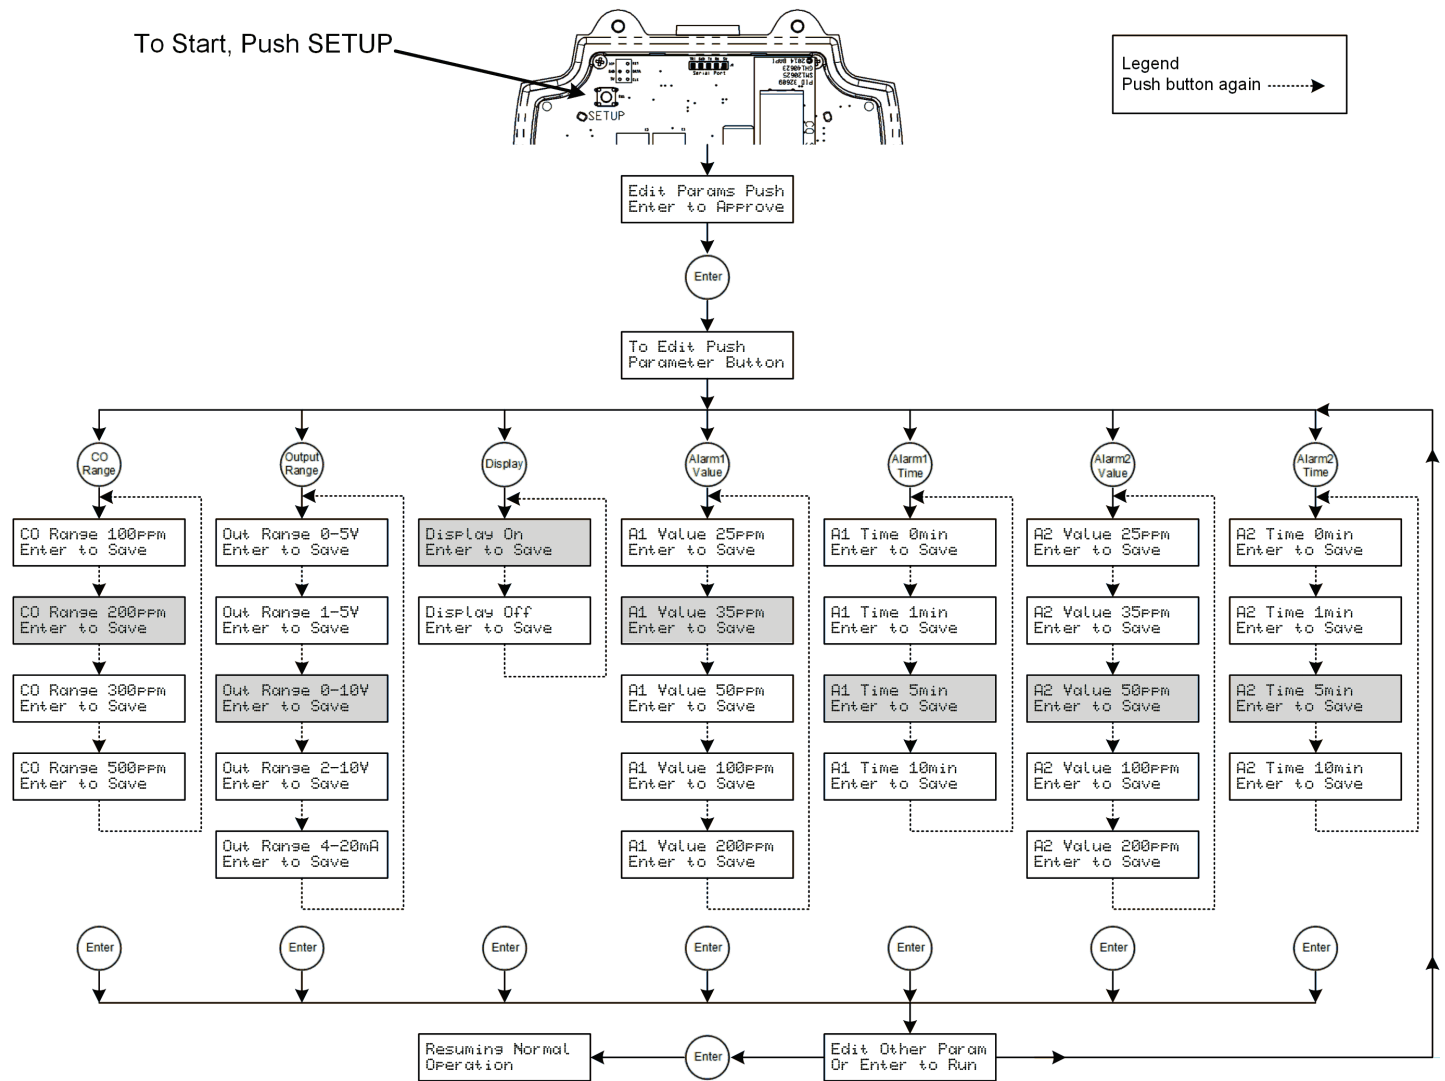 To Start, Push SETUP
Serial Port
SETUP
Legend
Push button again
Edit Params Push
Enter to Approve
Enter
To Edit Push
Parameter Button
CO
Range
Output
Range
Display
Alarm1
Value
Alarm1
Time
Alarm2
Value
Alarm2
Time
CO Range 100ppm
Enter to Save
Out Range 0-5V
Enter to Save
Display On
Enter to Save
A1 Value 25ppm
Enter to Save
A1 Time 0min
Enter to Save
A2 Value 25ppm
Enter to Save
A2 Time 0min
Enter to Save
CO Range 200ppm
Enter to Save
Out Range 1-5V
Enter to Save
Display Off
Enter to Save
A1 Value 35ppm
Enter to Save
A1 Time 1min
Enter to Save
A2 Value 35ppm
Enter to Save
A2 Time 1min
Enter to Save
CO Range 300ppm
Enter to Save
Out Range 0-10V
Enter to Save
A1 Value 50ppm
Enter to Save
A1 Time 5min
Enter to Save
A2 Value 50ppm
Enter to Save
A2 Time 5min
Enter to Save
CO Range 500ppm
Enter to Save
Out Range 2-10V
Enter to Save
A1 Value 100ppm
Enter to Save
A1 Time 10min
Enter to Save
A2 Value 100ppm
Enter to Save
A2 Time 10min
Enter to Save
Out Range 4-20mA
Enter to Save
A1 Value 200ppm
Enter to Save
A2 Value 200ppm
Enter to Save
Enter
Enter
Enter
Enter
Enter
Enter
Enter
Resuming Normal
Operation
Enter
Edit Other Param
Or Enter to Run